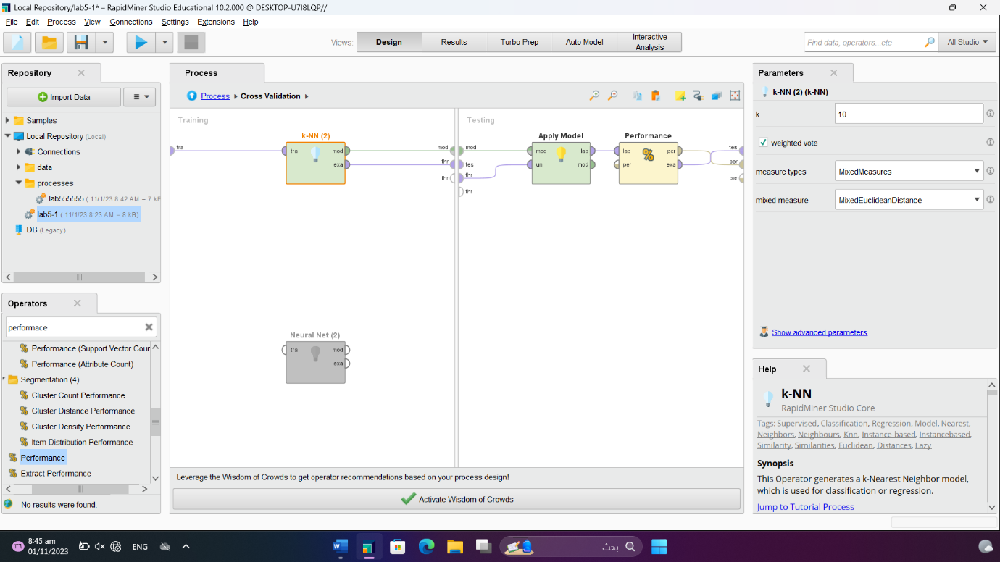 Local Repository/lab5-1* – RapidMiner Studio Educational 10.2.000 @ DESKTOP-U7I8LQP//
File Edit Process View Connections Settings Extensions Help
Views: Design Results Turbo Prep Auto Model Interactive Analysis
Find data, operators...etc All Studio
Repository
Import Data
Samples
Local Repository (Local)
Connections
data
processes
lab555555 ( 11/1/23 8:42 AM – 7 kE
lab5-1 ( 11/1/23 8:23 AM – 8 kB)
DB (Legacy)
Operators
performace
Performance (Support Vector Cour
Performance (Attribute Count)
Segmentation (4)
Cluster Count Performance
Cluster Distance Performance
Cluster Density Performance
Item Distribution Performance
Performance
Extract Performance
No results were found.
Process
Process Cross Validation
Training
tra
k-NN (2)
tra mod
exa
mod
thr
thr
Neural Net (2)
tra mod
exa
Testing
mod
tes
thr
thr
Apply Model
mod lab
unl mod
Performance
lab per
per exa
tes
per
per
Leverage the Wisdom of Crowds to get operator recommendations based on your process design!
Activate Wisdom of Crowds
Parameters
k-NN (2) (k-NN)
k 10
weighted vote
measure types MixedMeasures
mixed measure MixedEuclideanDistance
Show advanced parameters
Help
k-NN
RapidMiner Studio Core
Tags: Supervised, Classification, Regression, Model, Nearest,
Neighbors, Neighbours, Knn, Instance-based, Instancebased,
Similarity, Similarities, Euclidean, Distances, Lazy
Synopsis
This Operator generates a k-Nearest Neighbor model,
which is used for classification or regression.
Jump to Tutorial Process
8:45 am
01/11/2023
ENG
بحث